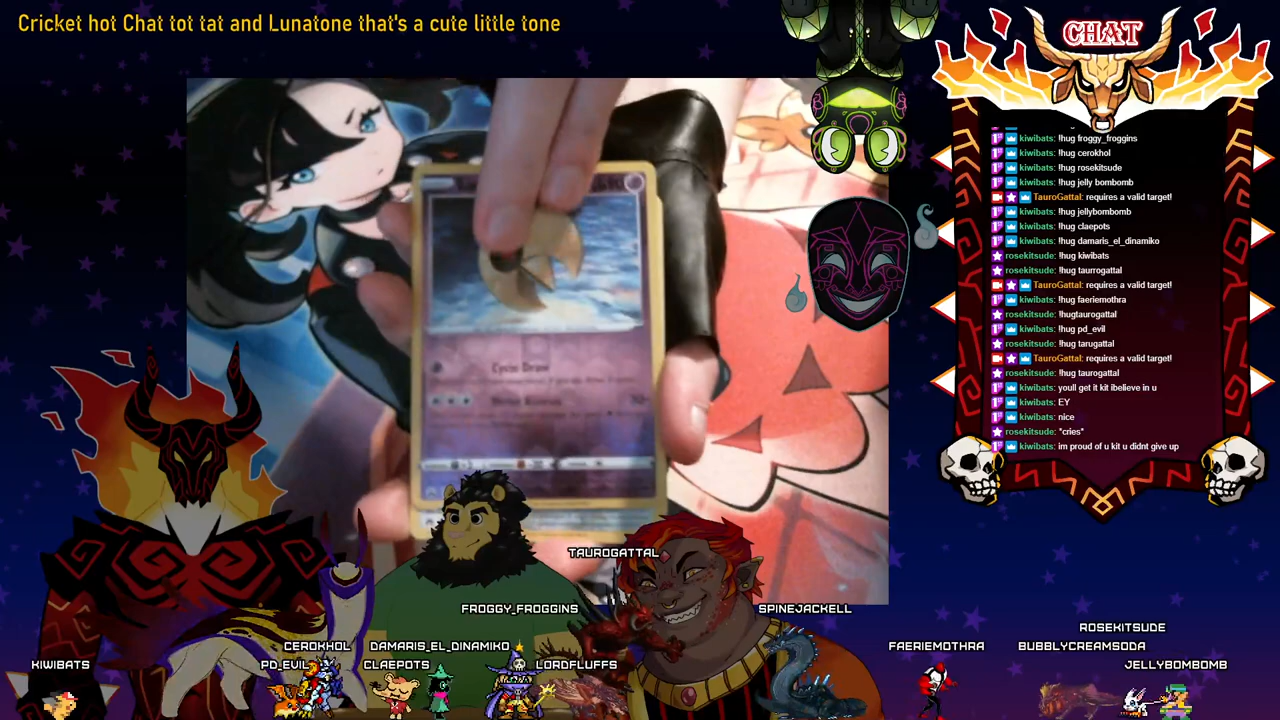 Cricket hot Chat tot tat and Lunatone that's a cute little tone
CHAT
kiwibats: !hug froggy_froggins
kiwibats: !hug cerokhol
kiwibats: !hug rosekitsude
kiwibats: !hug jelly bombomb
TauroGattal: requires a valid target!
kiwibats: !hug jellybombomb
kiwibats: !hug claepots
kiwibats: !hug damaris_el_dinamiko
rosekitsude: !hug kiwibats
rosekitsude: !hug taurrogattal
TauroGattal: requires a valid target!
kiwibats: !hug faeriemothra
rosekitsude: !hugtaurogattal
kiwibats: !hug pd_evil
rosekitsude: !hug tarugattal
TauroGattal: requires a valid target!
rosekitsude: !hug taurogattal
kiwibats: youll get it kit ibelieve in u
kiwibats: EY
kiwibats: nice
rosekitsude: *cries*
kiwibats: im proud of u kit u didnt give up
Cycle Draw
TAUROGATTAL
FROGGY_FROGGINS
SPINEJACKELL
ROSEKITSUDE
CEROKHOL
DAMARIS_EL_DINAMIKO
FAERIEMOTHRA
BUBBLYCREAMSODA
KIWIBATS
PD_EVIL
CLAEPOTS
LORDFLUFFS
JELLYBOMBOMB